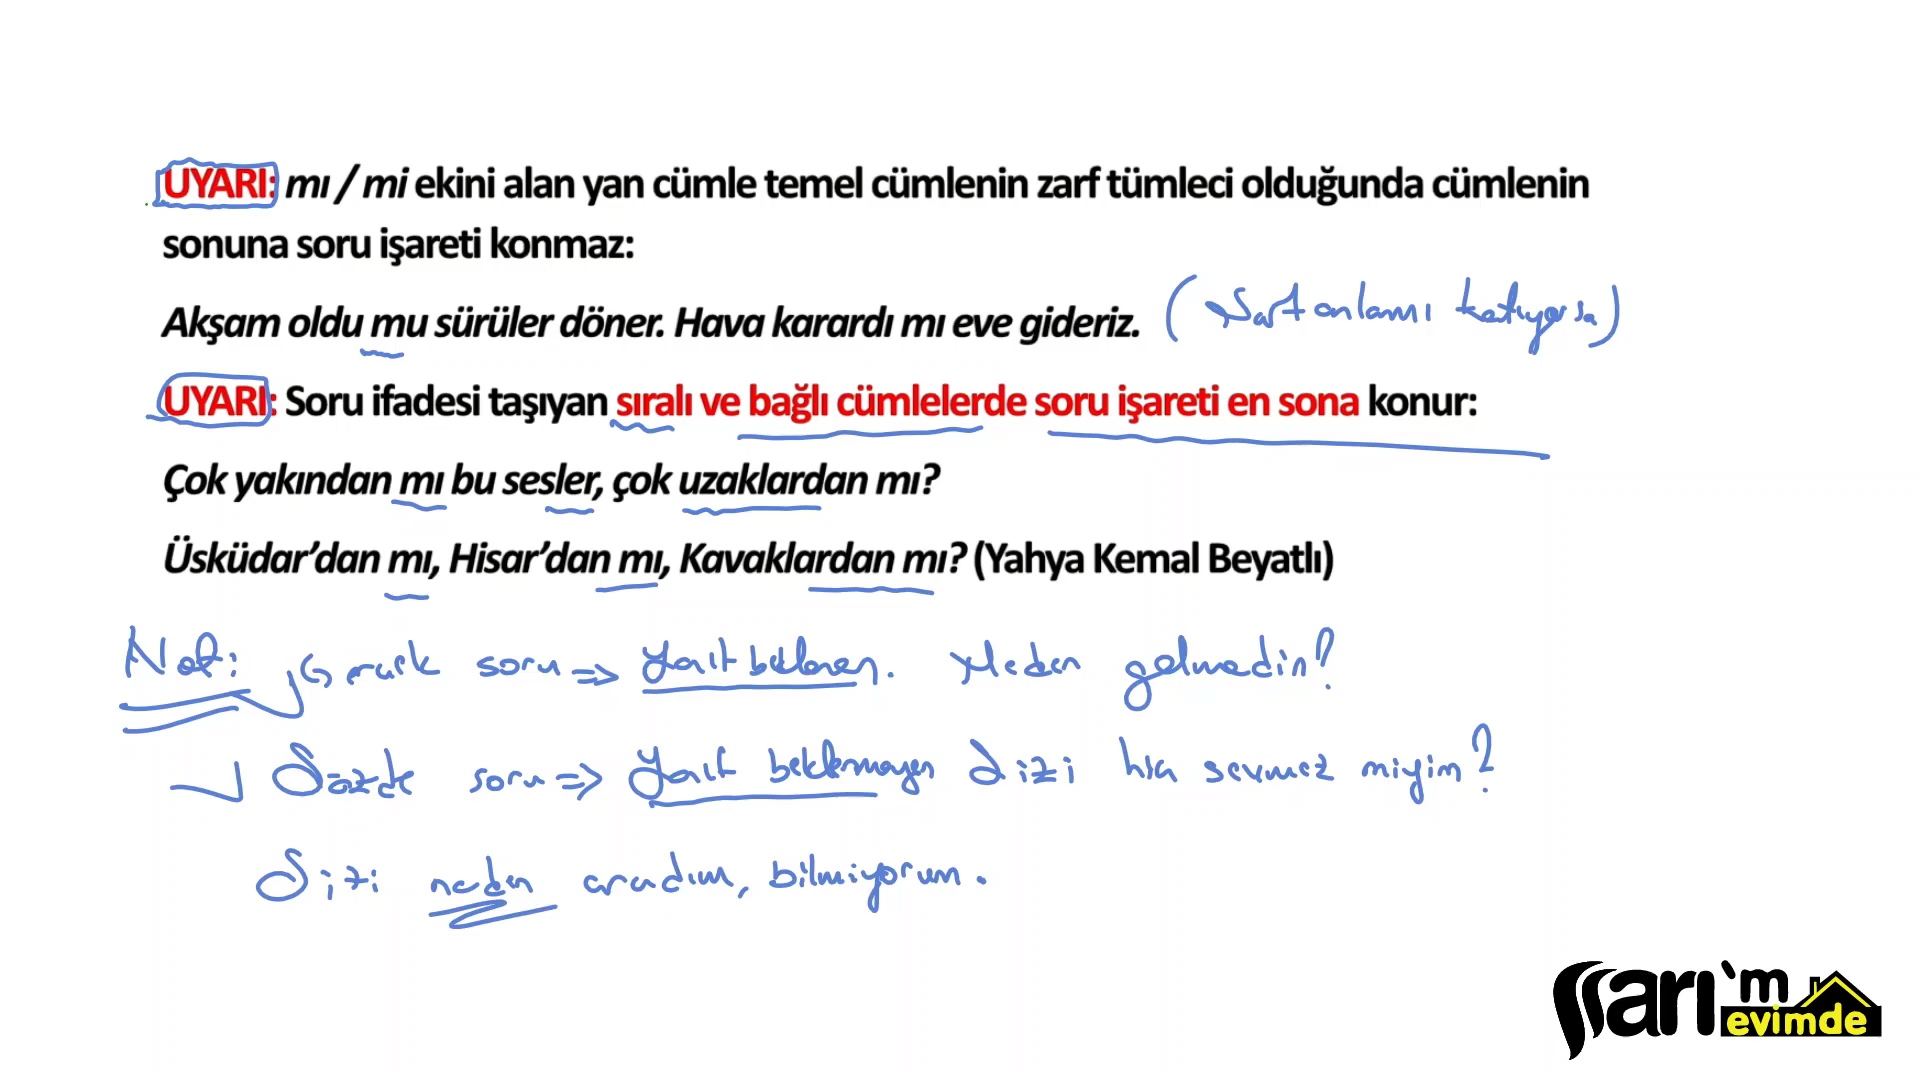 UYARI: mı / mi ekini alan yan cümle temel cümlenin zarf tümleci olduğunda cümlenin
sonuna soru işareti konmaz:
Akşam oldu mu sürüler döner. Hava karardı mı eve gideriz. (Şart anlamı katıyorsa)
UYARI: Soru ifadesi taşıyan sıralı ve bağlı cümlelerde soru işareti en sona konur:
Çok yakından mı bu sesler, çok uzaklardan mı?
Üsküdar’dan mı, Hisar’dan mı, Kavaklardan mı? (Yahya Kemal Beyatlı)
Not: Gerçek soru => Yanıt beklenen. Neden gelmedin?
Sözde soru => Yanıt beklemeyen Sizi hiç sevmez miyim?
Sizi neden aradım, bilmiyorum.
SSarı'm
evimde